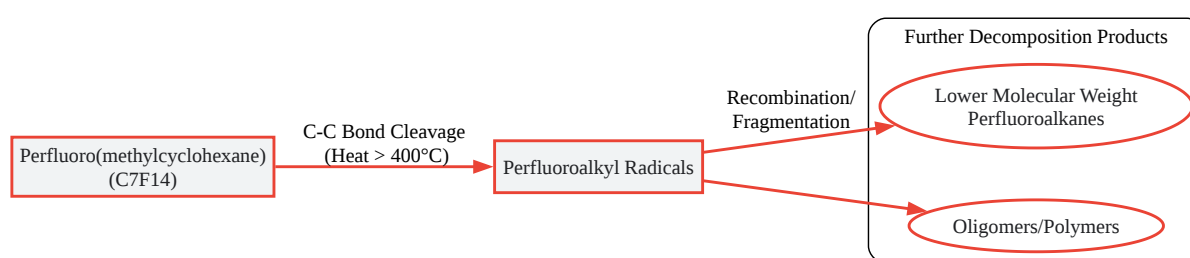 Further Decomposition Products
Recombination/
Fragmentation
Lower Molecular Weight
Perfluoroalkanes
C-C Bond Cleavage
(Heat > 400°C)
Perfluoro(methylcyclohexane)
(C7F14)
Perfluoroalkyl Radicals
Oligomers/Polymers